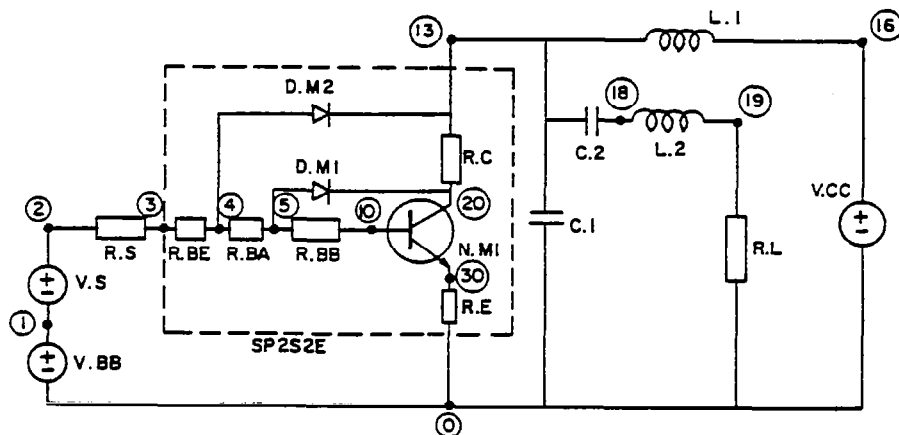 L.1
13
16
D.M2
18
19
R.C
C.2
L.2
D.M1
V.CC
2
3
4
5
10
20
C.1
R.S
R.BE
R.BA
R.BB
N.M1
R.L
V.S
30
R.E
1
SP2S2E
V.BB
0